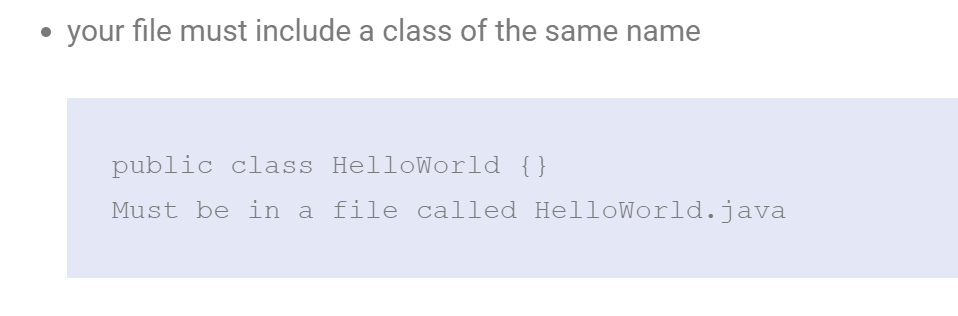 your file must include a class of the same name
public class HelloWorld {}
Must be in a file called HelloWorld.java